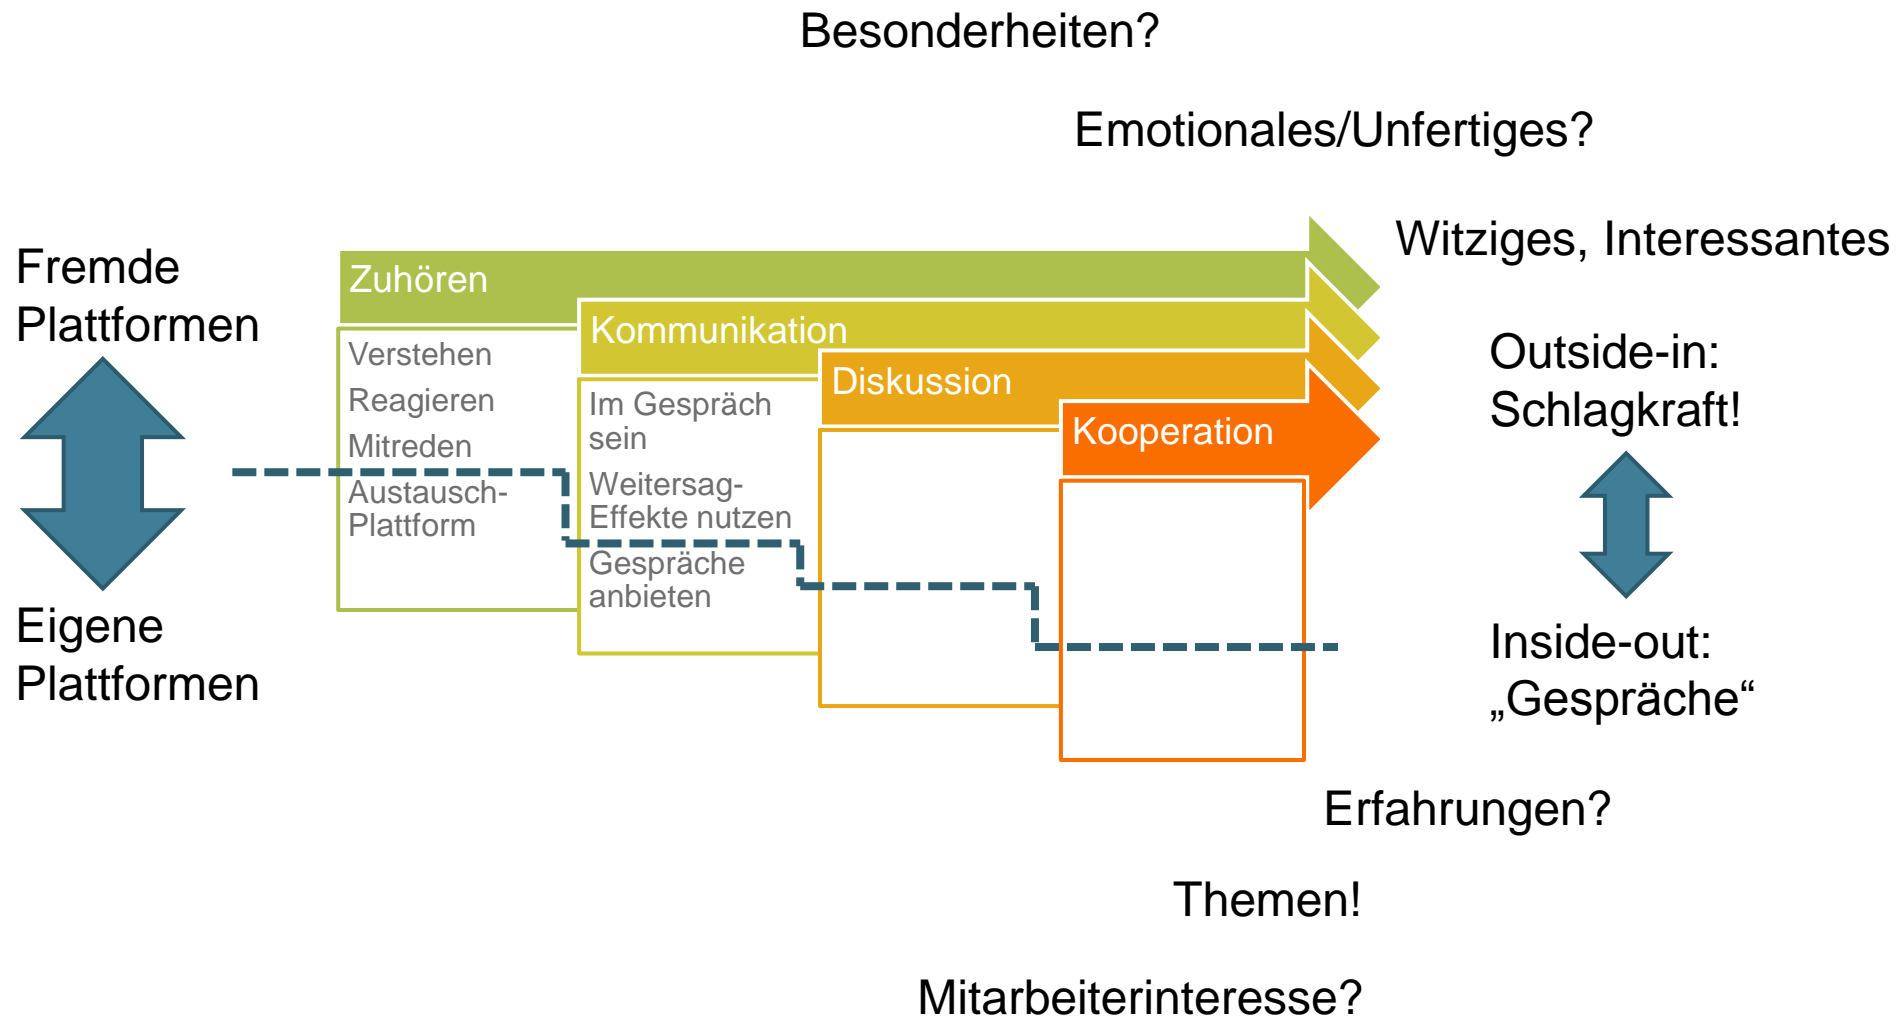 Besonderheiten?
Emotionales/Unfertiges?
Witziges, Interessantes
Fremde
Plattformen
Zuhören
Kommunikation
Diskussion
Kooperation
Verstehen
Reagieren
Mitreden
Austausch-
Plattform
Im Gespräch
sein
Weitersag-
Effekte nutzen
Gespräche
anbieten
Outside-in:
Schlagkraft!
Eigene
Plattformen
Inside-out:
„Gespräche“
Erfahrungen?
Themen!
Mitarbeiterinteresse?